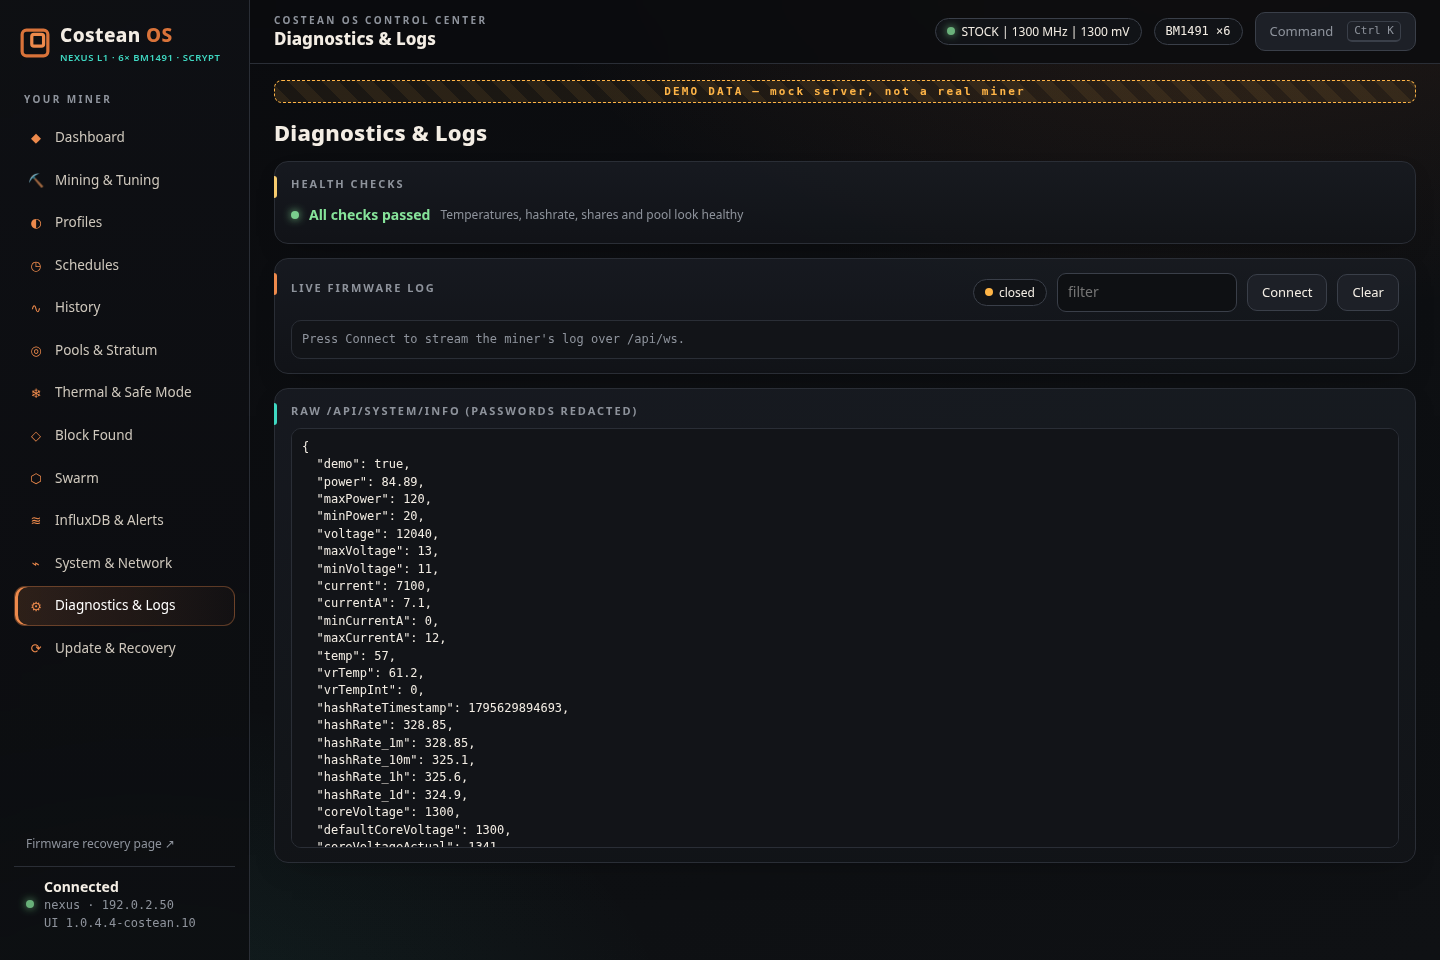 Costean OS
NEXUS L1 · 6× BM1491 · SCRYPT
YOUR MINER
Dashboard
Mining & Tuning
Profiles
Schedules
History
Pools & Stratum
Thermal & Safe Mode
Block Found
Swarm
InfluxDB & Alerts
System & Network
Diagnostics & Logs
Update & Recovery
Firmware recovery page ↗
Connected
nexus · 192.0.2.50
UI 1.0.4.4-costean.10
COSTEAN OS CONTROL CENTER
Diagnostics & Logs
STOCK | 1300 MHz | 1300 mV
BM1491 ×6
Command Ctrl K
DEMO DATA — mock server, not a real miner
Diagnostics & Logs
HEALTH CHECKS
All checks passed Temperatures, hashrate, shares and pool look healthy
LIVE FIRMWARE LOG
closed
filter
Connect
Clear
Press Connect to stream the miner's log over /api/ws.
RAW /API/SYSTEM/INFO (PASSWORDS REDACTED)
{
"demo": true,
"power": 84.89,
"maxPower": 120,
"minPower": 20,
"voltage": 12040,
"maxVoltage": 13,
"minVoltage": 11,
"current": 7100,
"currentA": 7.1,
"minCurrentA": 0,
"maxCurrentA": 12,
"temp": 57,
"vrTemp": 61.2,
"vrTempInt": 0,
"hashRateTimestamp": 1795629894693,
"hashRate": 328.85,
"hashRate_1m": 328.85,
"hashRate_10m": 325.1,
"hashRate_1h": 325.6,
"hashRate_1d": 324.9,
"coreVoltage": 1300,
"defaultCoreVoltage": 1300,
"coreVoltageActual": 1341,